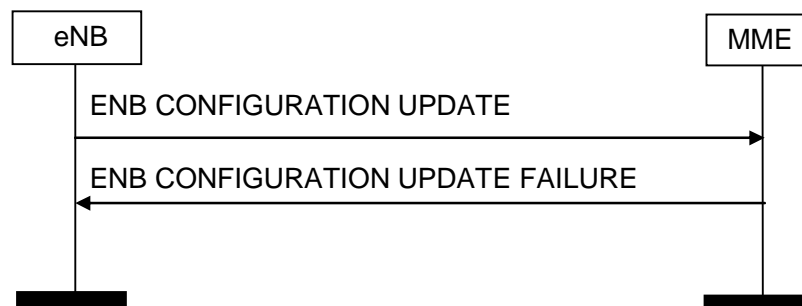 eNB
MME
ENB CONFIGURATION UPDATE
ENB CONFIGURATION UPDATE FAILURE